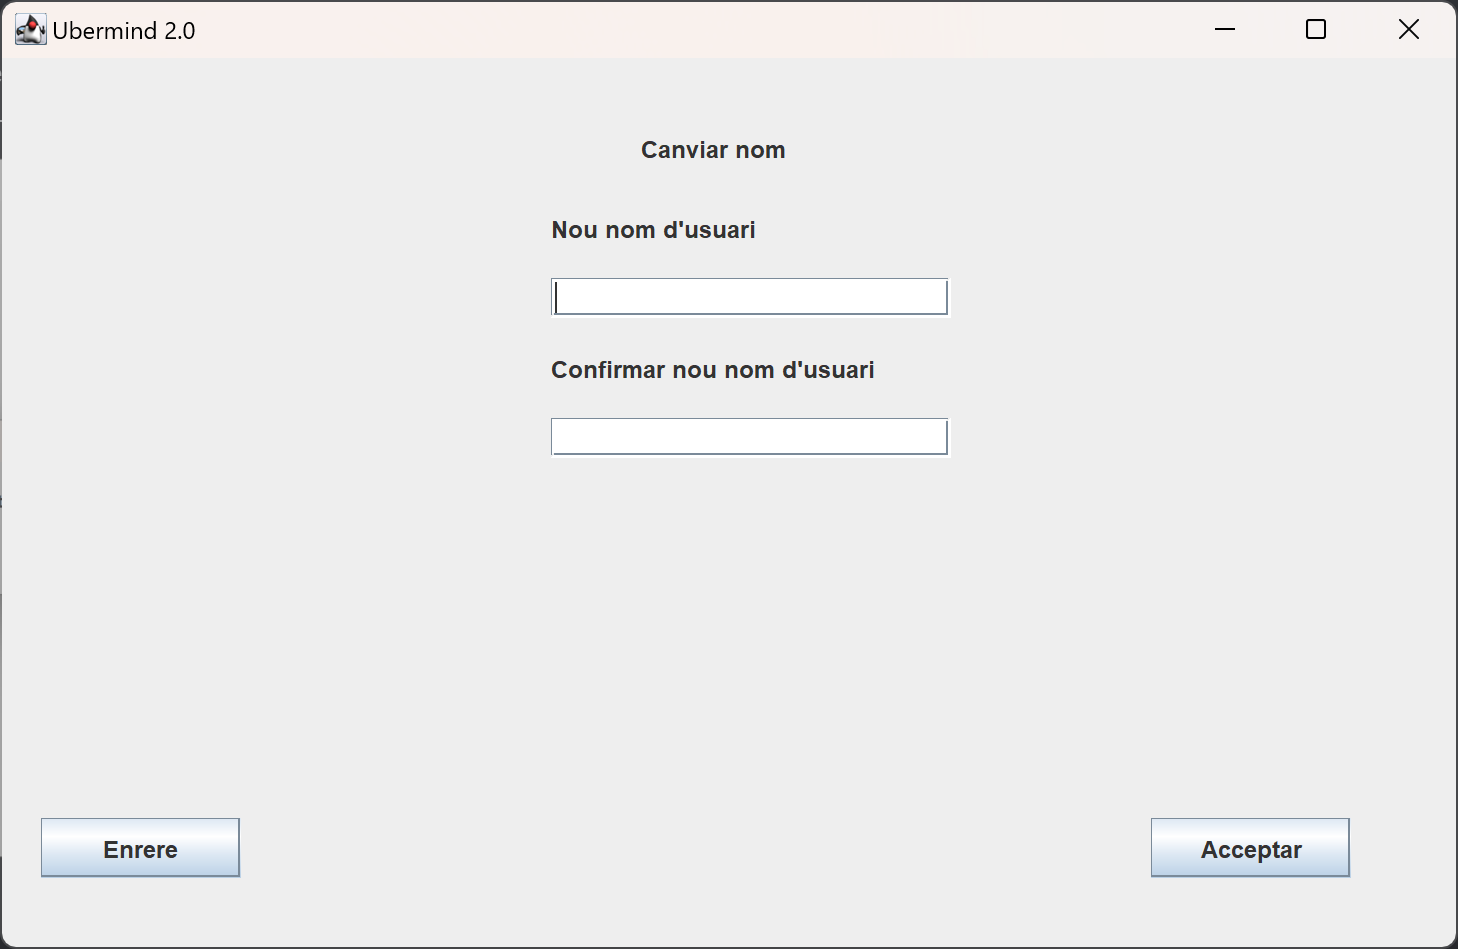 Ubermind 2.0
Canviar nom
Nou nom d'usuari
Confirmar nou nom d'usuari
Enrere
Acceptar